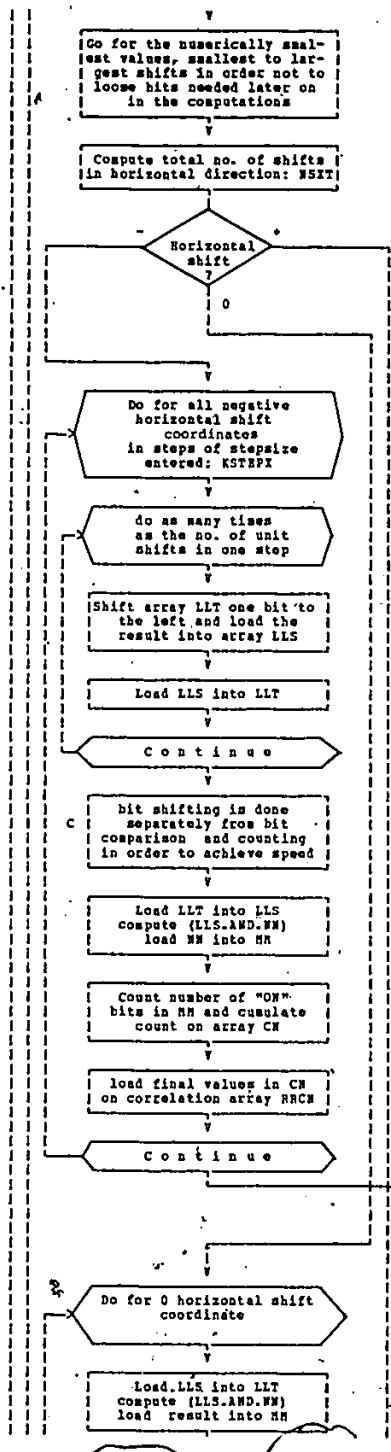 Go for the numerically smal-
est values, smallest to lar-
gest shifts in order not to
loose bits needed later on
in the computations
Compute total no. of shifts
in horizontal direction: NSXT
-
+
Horizontal
shift
?
0
Do for all negative
horizontal shift
coordinates
in steps of stepsize
entered: KSTEPX
do as many times
as the no. of unit
shifts in one step
Shift array LLT one bit to
the left and load the
result into array LLS
Load LLS into LLT
C o n t i n u e
C
bit shifting is done
separately from bit
comparison and counting
in order to achieve speed
Load LLT into LLS
compute (LLS.AND.NN)
load NN into MM
Count number of "ON"
bits in MM and cumulate
count on array CN
load final values in CN
on correlation array RRCN
C o n t i n u e
Do for 0 horizontal shift
coordinate
Load LLS into LLT
compute (LLS.AND.NN)
load result into MM